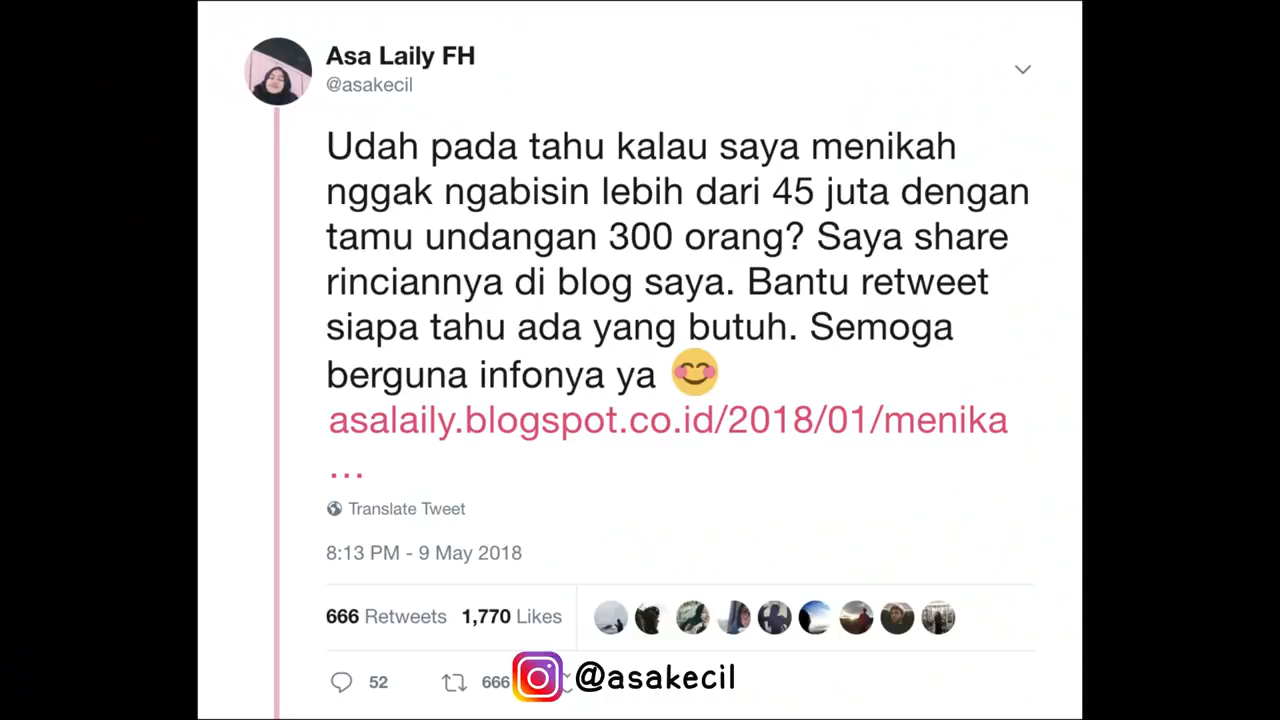 Asa Laily FH
@asakecil
Udah pada tahu kalau saya menikah
nggak ngabisin lebih dari 45 juta dengan
tamu undangan 300 orang? Saya share
rinciannya di blog saya. Bantu retweet
siapa tahu ada yang butuh. Semoga
berguna infonya ya 😊
asalaily.blogspot.co.id/2018/01/menika
...
Translate Tweet
8:13 PM - 9 May 2018
666 Retweets 1,770 Likes
52 666
@asakecil